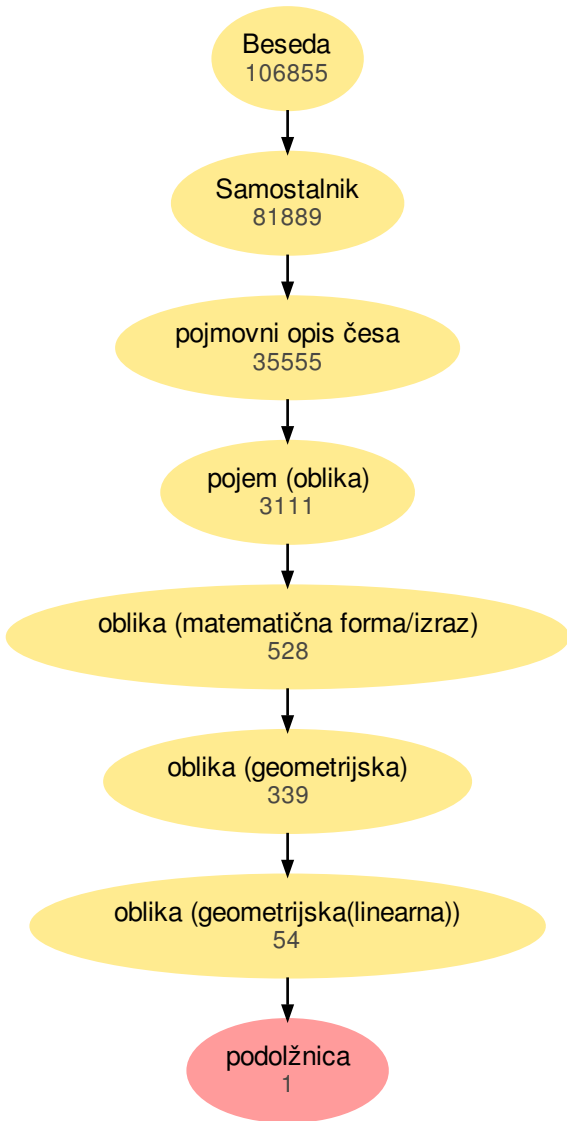 Beseda
106855
Samostalnik
81889
pojmovni opis česa
35555
pojem (oblika)
3111
oblika (matematična forma/izraz)
528
oblika (geometrijska)
339
oblika (geometrijska(linearna))
54
podolžnica
1